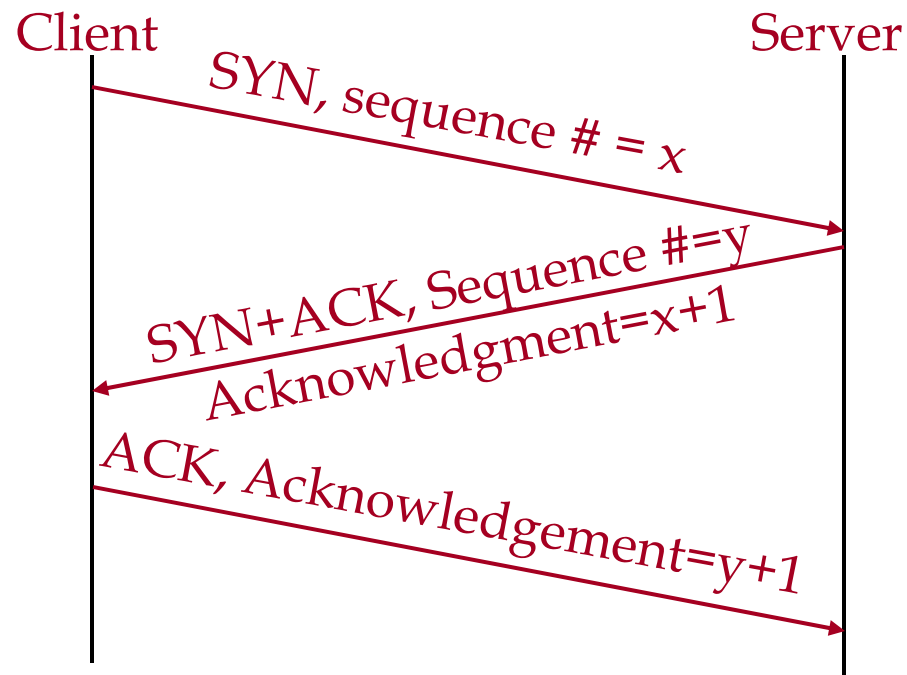 Client
Server
SYN, sequence # = x
SYN+ACK, Sequence #=y
Acknowledgment=x+1
ACK, Acknowledgement=y+1